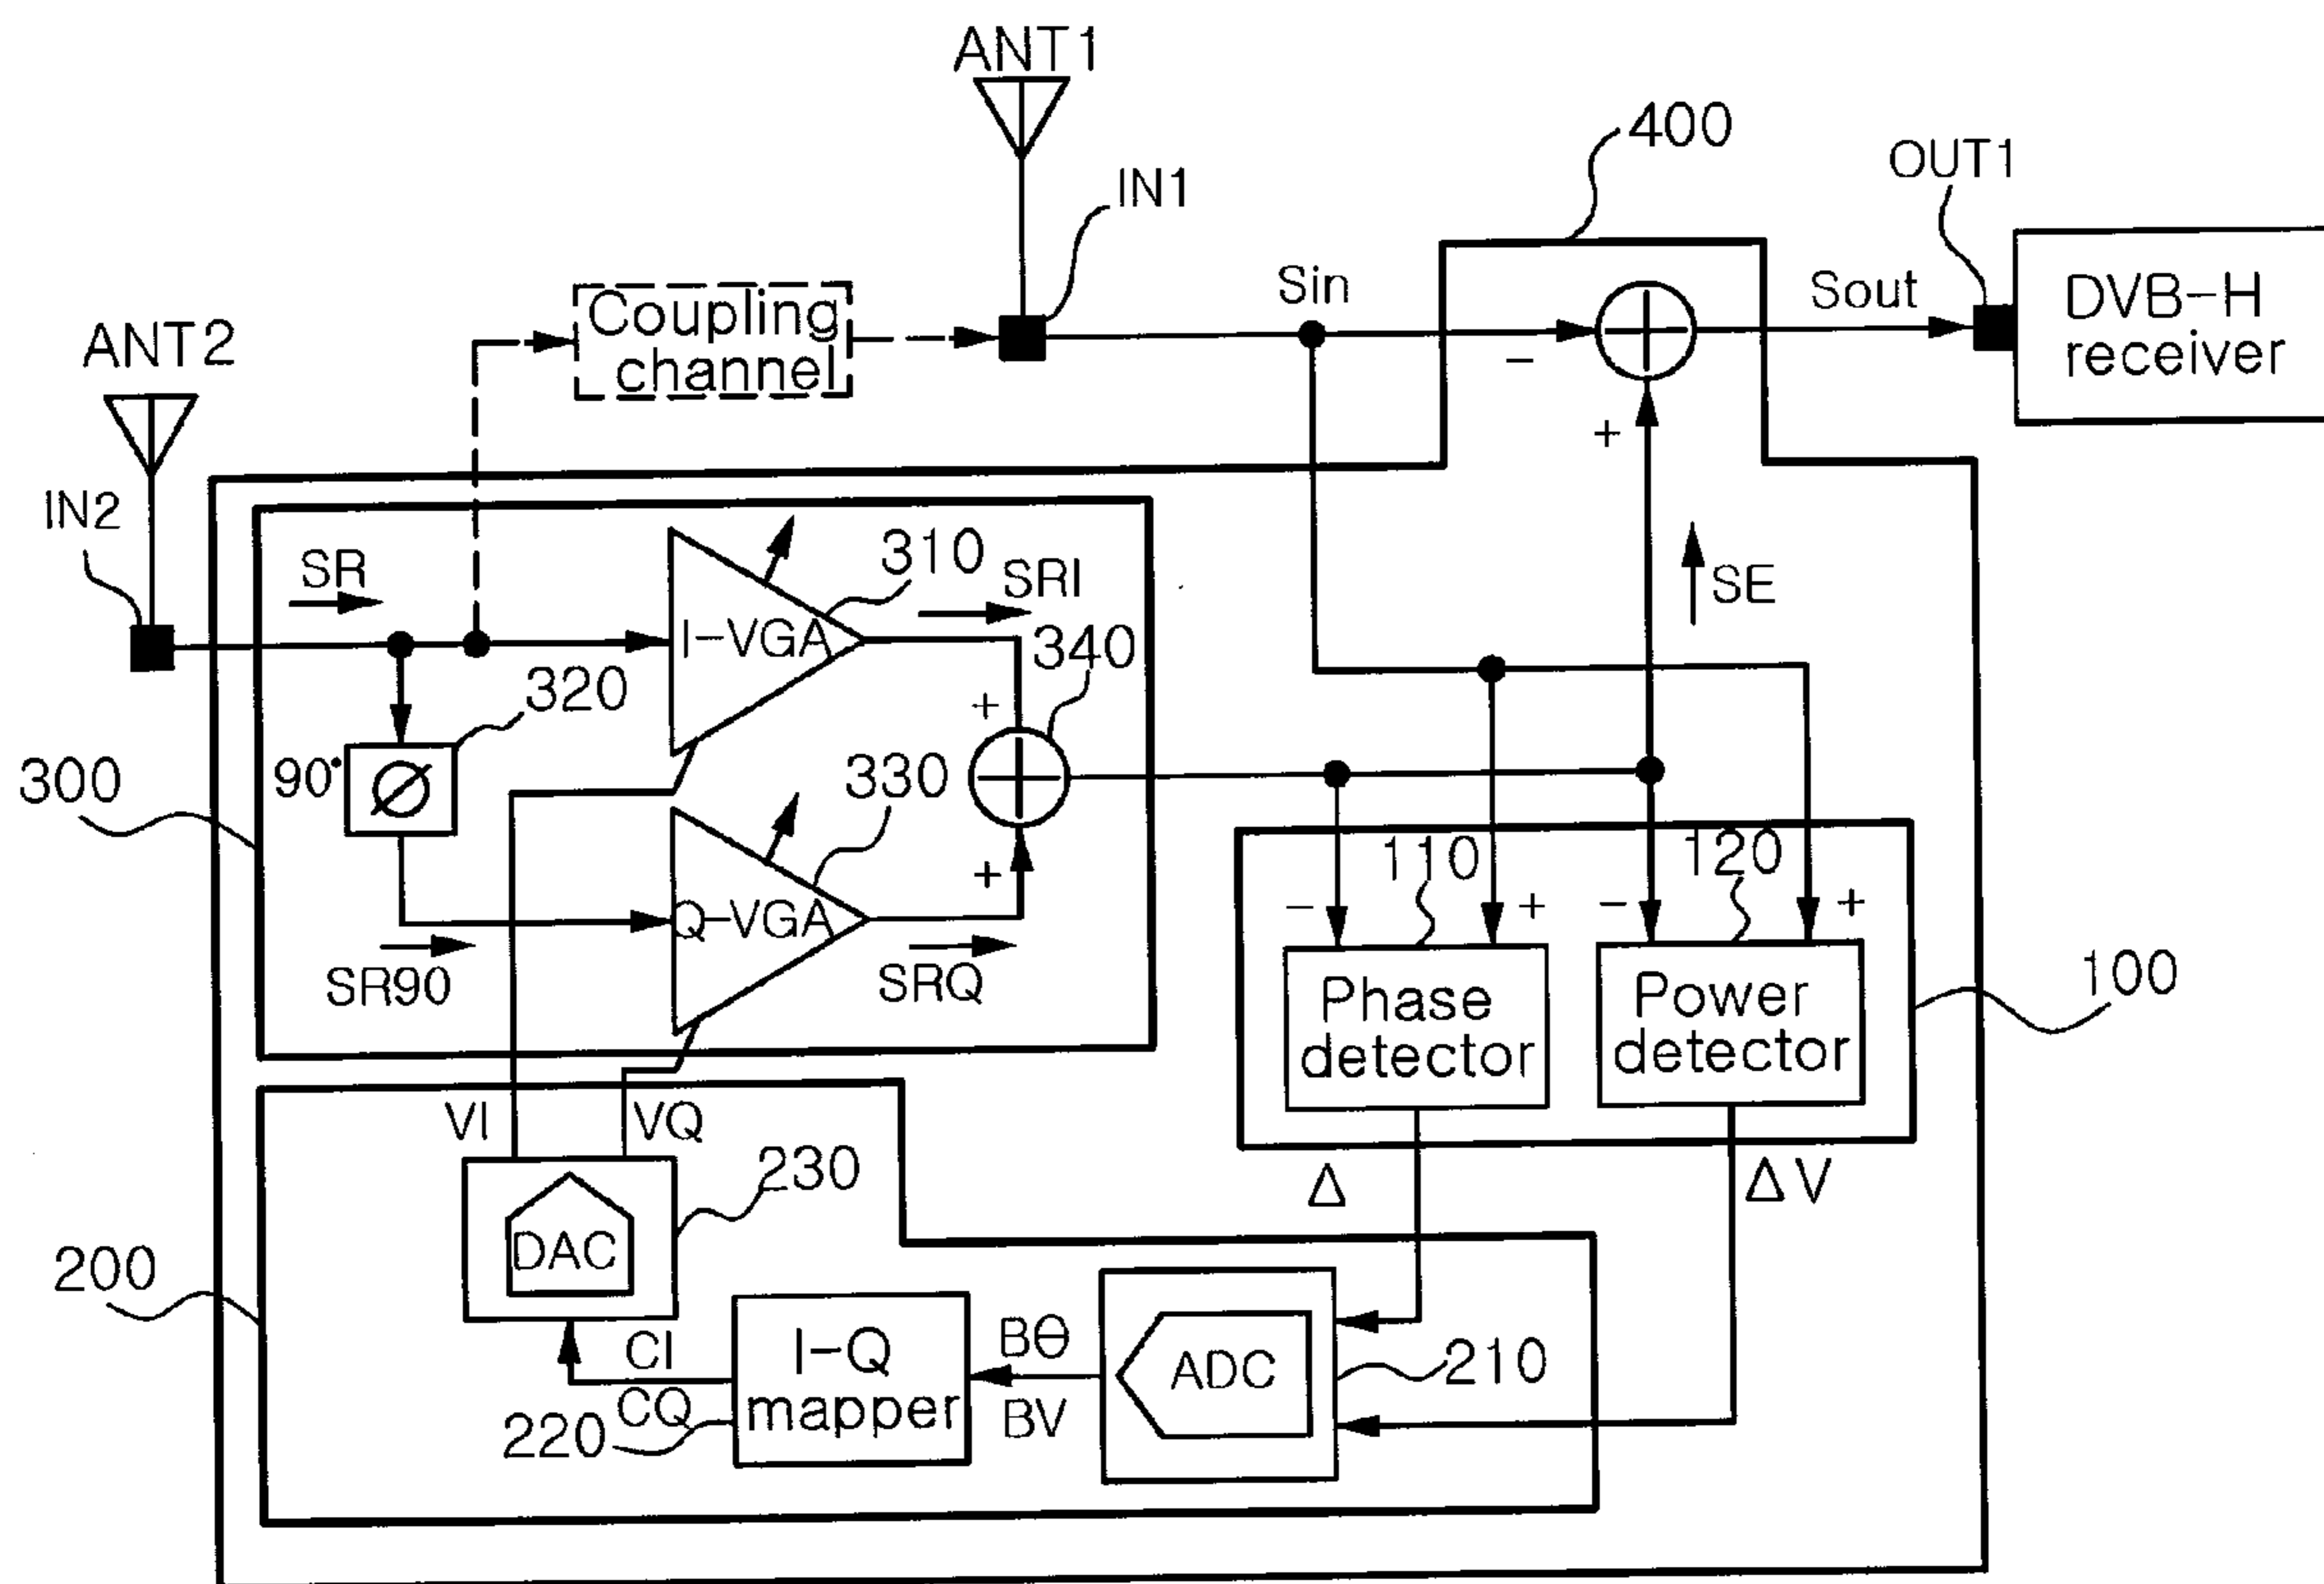 ANT1
400
OUT1
IN1
Sin
Sout
DVB-H
receiver
Coupling
channel
-
ANT2
+
IN2
SR
310
SRI
SE
I-VGA
340
320
+
300
90°
Ø
330
+
110
120
Q-VGA
-
+
-
+
SR90
SRQ
100
Phase
detector
Power
detector
VI
VQ
230
Δ
ΔV
DAC
200
CI
CQ
I-Q
mapper
Bθ
BV
ADC
210
220